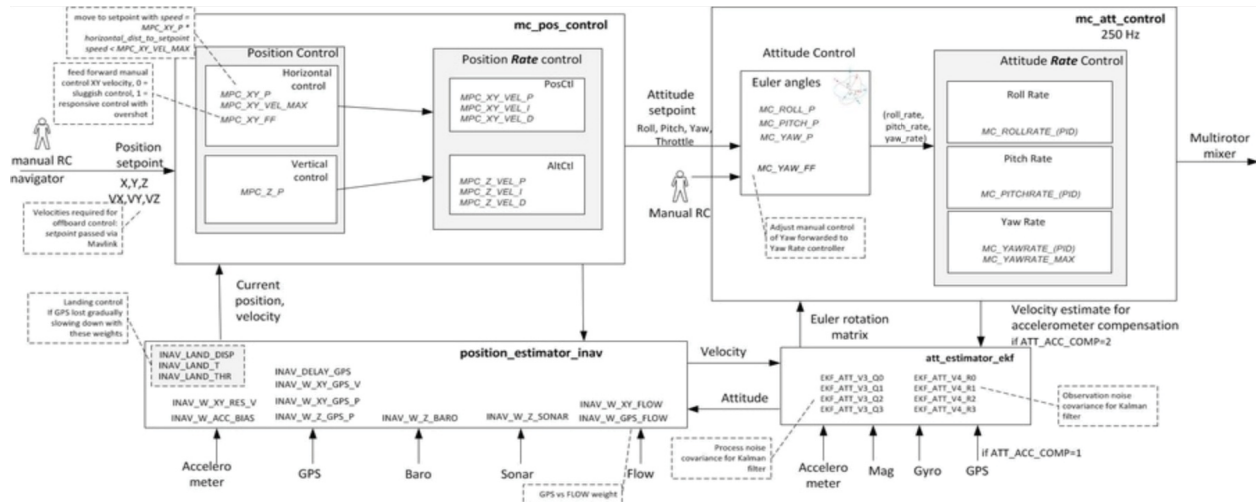 move to setpoint with speed =
MPC_XY_P *
horizontal_dist_to_setpoint
speed < MPC_XY_VEL_MAX
feed forward manual
control XY velocity, 0 =
sluggish control, 1 =
responsive control with
overshot
manual RC
navigator
Position
setpoint
X,Y,Z
VX,VY,VZ
Velocities required for
offboard control:
setpoint passed via
Mavlink
mc_pos_control
Position Control
Horizontal
control
MPC_XY_P
MPC_XY_VEL_MAX
MPC_XY_FF
Vertical
control
MPC_Z_P
Position Rate control
PosCtl
MPC_XY_VEL_P
MPC_XY_VEL_I
MPC_XY_VEL_D
AltCtl
MPC_Z_VEL_P
MPC_Z_VEL_I
MPC_Z_VEL_D
Attitude
setpoint
Roll, Pitch, Yaw,
Throttle
Manual RC
mc_att_control
250 Hz
Attitude Control
Euler angles
MC_ROLL_P
MC_PITCH_P
MC_YAW_P
MC_YAW_FF
Adjust manual control
of Yaw forwarded to
Yaw Rate controller
(roll_rate,
pitch_rate,
yaw_rate)
Attitude Rate Control
Roll Rate
MC_ROLLRATE_(PID)
Pitch Rate
MC_PITCHRATE_(PID)
Yaw Rate
MC_YAWRATE_(PID)
MC_YAWRATE_MAX
Multirotor
mixer
Landing control
If GPS lost gradually
slowing down with
these weights
Current
position,
velocity
position_estimator_inav
INAV_LAND_DISP
INAV_LAND_T
INAV_LAND_THR
INAV_W_XY_RES_V
INAV_W_ACC_BIAS
INAV_DELAY_GPS
INAV_W_XY_GPS_V
INAV_W_XY_GPS_P
INAV_W_Z_GPS_P
INAV_W_Z_BARO
INAV_W_Z_SONAR
INAV_W_XY_FLOW
INAV_W_GPS_FLOW
Accelero
meter
GPS
Baro
Sonar
Flow
GPS vs FLOW weight
Velocity
Attitude
Euler rotation
matrix
Velocity estimate for
accelerometer compensation
if ATT_ACC_COMP=2
att_estimator_ekf
EKF_ATT_V3_Q0
EKF_ATT_V3_Q1
EKF_ATT_V3_Q2
EKF_ATT_V3_Q3
EKF_ATT_V4_R0
EKF_ATT_V4_R1
EKF_ATT_V4_R2
EKF_ATT_V4_R3
Observation noise
covariance for Kalman
filter
Process noise
covariance for Kalman
filter
Accelero
meter
Mag
Gyro
GPS
if ATT_ACC_COMP=1